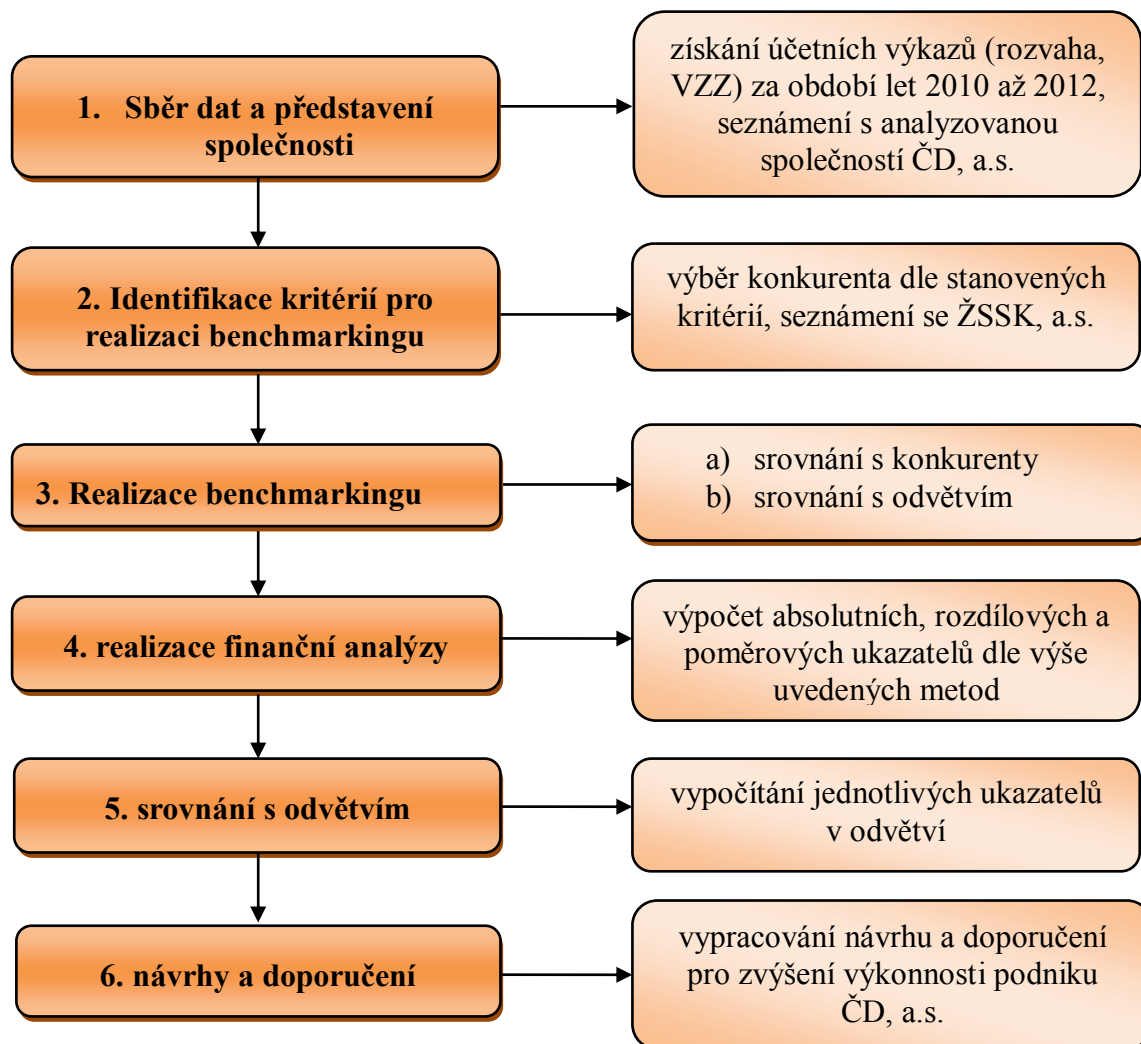 1. Sběr dat a představení
společnosti
získání účetních výkazů (rozvaha,
VZZ) za období let 2010 až 2012,
seznámení s analyzovanou
společností ČD, a.s.
2. Identifikace kritérií pro
realizaci benchmarkingu
výběr konkurenta dle stanovených
kritérií, seznámení se ŽSSK, a.s.
3. Realizace benchmarkingu
a) srovnání s konkurenty
b) srovnání s odvětvím
4. realizace finanční analýzy
výpočet absolutních, rozdílových a
poměrových ukazatelů dle výše
uvedených metod
5. srovnání s odvětvím
vypočítání jednotlivých ukazatelů
v odvětví
6. návrhy a doporučení
vypracování návrhu a doporučení
pro zvýšení výkonnosti podniku
ČD, a.s.